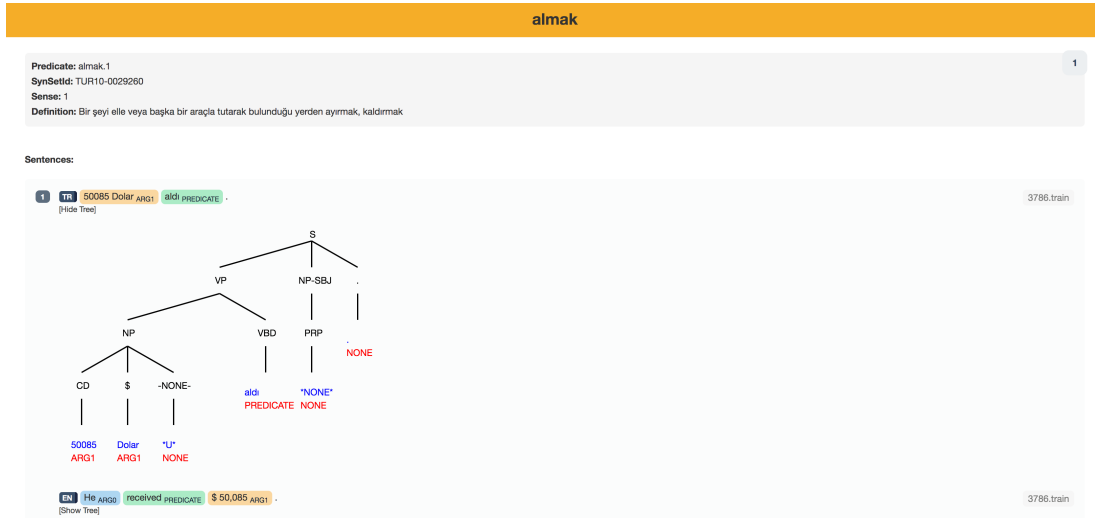 almak
Predicate: almak.1
1
SynSetId: TUR10-0029260
Sense: 1
Definition: Bir şeyi elle veya başka bir araçla tutarak bulunduğu yerden ayırmak, kaldırmak
Sentences:
1 TR 50085 Dolar ARG1 aldı PREDICATE . 3786.train
[Hide Tree]
S
VP NP-SBJ .
NP VBD PRP .
NONE
CD $ -NONE- aldı *NONE*
PREDICATE NONE
50085 Dolar *U*
ARG1 ARG1 NONE
EN He ARG0 received PREDICATE $ 50,085 ARG1 . 3786.train
[Show Tree]